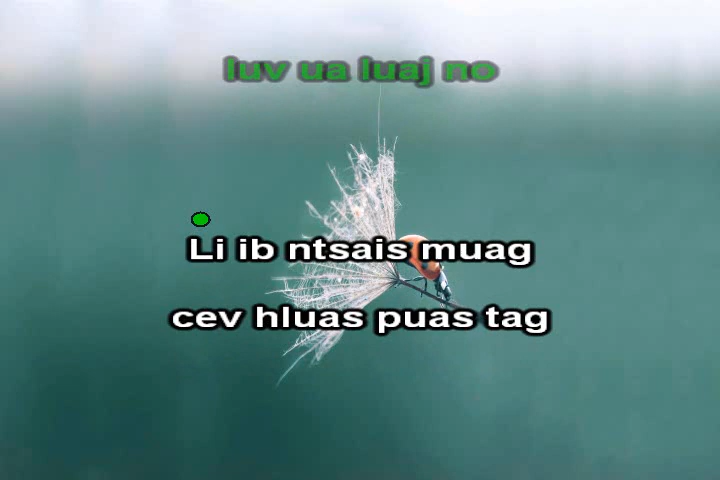 luv ua luaj no
Li ib ntsais muag
cev hluas puas tag